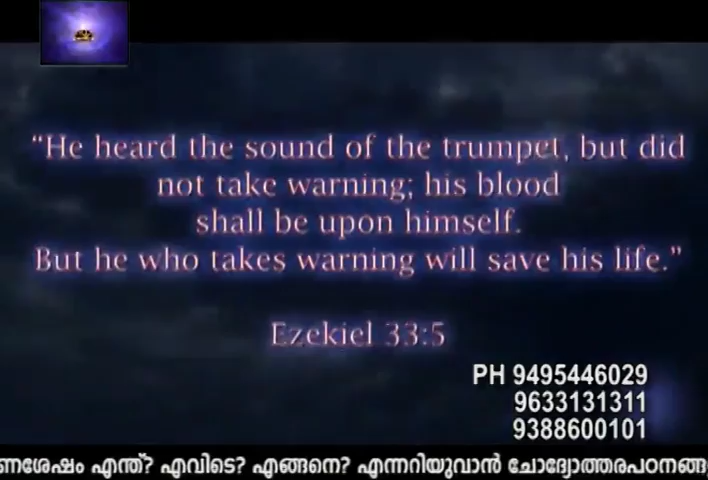 “He heard the sound of the trumpet, but did
not take warning; his blood
shall be upon himself.
But he who takes warning will save his life.”
Ezekiel 33:5
PH 9495446029
9633131311
9388600101
ണശേഷം എന്ത്? എവിടെ? എങ്ങനെ? എന്നറിയുവാൻ ചോദ്യോത്തരപഠനങ്ങ